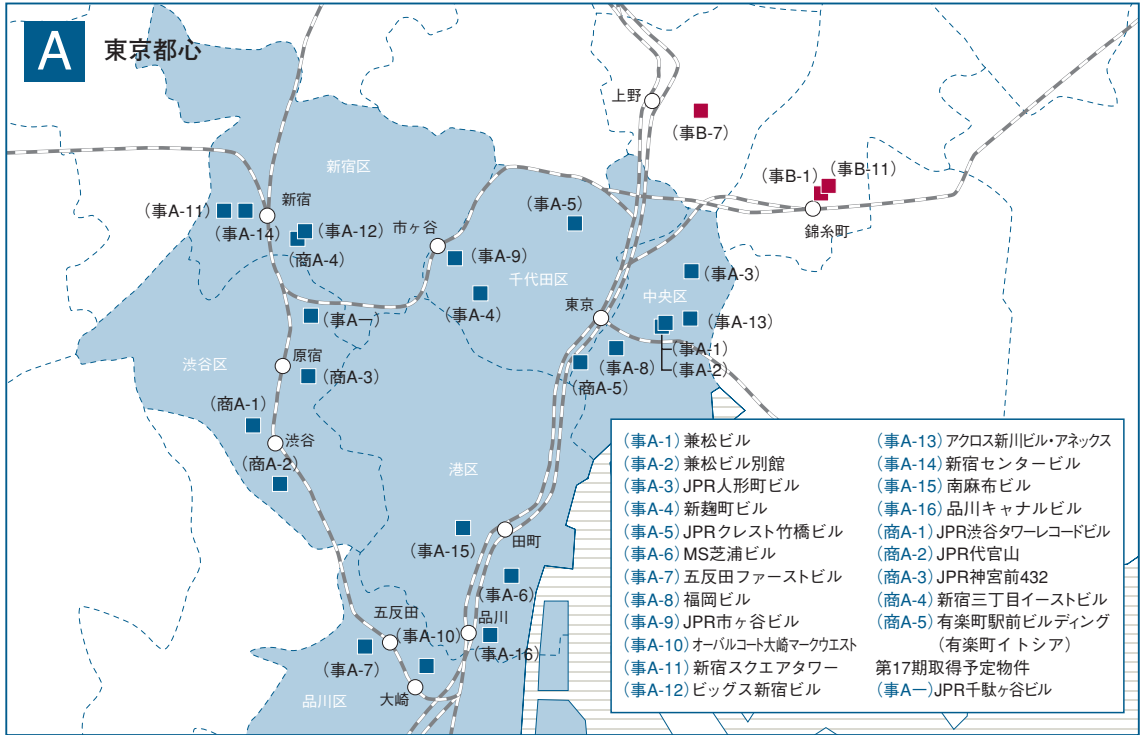 A 東京都心
上野
(事B-7)
新宿区
(事B-1)
(事B-11)
錦糸町
(事A-11)
新宿
(事A-14)
(事A-12)
(商A-4)
市ヶ谷
(事A-9)
(事A-5)
千代田区
(事A-4)
(事A-3)
中央区
東京
(事A-13)
(事A-1)
(事A-2)
(事A-8)
(商A-5)
(事A―)
渋谷区
原宿
(商A-3)
(商A-1)
渋谷
(商A-2)
港区
(事A-15)
田町
(事A-6)
五反田
(事A-10)
品川
(事A-16)
(事A-7)
大崎
品川区
(事A-1)兼松ビル
(事A-2)兼松ビル別館
(事A-3)JPR人形町ビル
(事A-4)新麹町ビル
(事A-5)JPRクレスト竹橋ビル
(事A-6)MS芝浦ビル
(事A-7)五反田ファーストビル
(事A-8)福岡ビル
(事A-9)JPR市ヶ谷ビル
(事A-10)オーバルコート大崎マークウエスト
(事A-11)新宿スクエアタワー
(事A-12)ビッグス新宿ビル
(事A-13)アクロス新川ビル・アネックス
(事A-14)新宿センタービル
(事A-15)南麻布ビル
(事A-16)品川キャナルビル
(商A-1)JPR渋谷タワーレコードビル
(商A-2)JPR代官山
(商A-3)JPR神宮前432
(商A-4)新宿三丁目イーストビル
(商A-5)有楽町駅前ビルディング
(有楽町イトシア)
第17期取得予定物件
(事A―)JPR千駄ヶ谷ビル